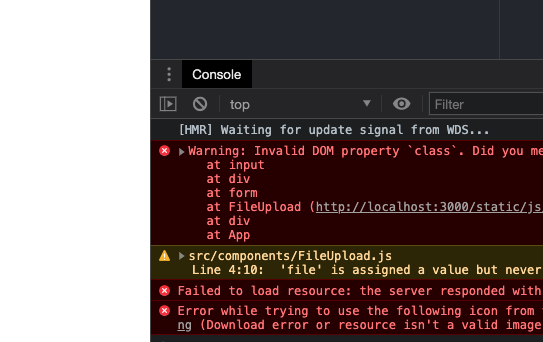 Console
top
Filter
[HMR] Waiting for update signal from WDS...
Warning: Invalid DOM property `class`. Did you me
at input
at div
at form
at FileUpload (http://localhost:3000/static/js
at div
at App
src/components/FileUpload.js
Line 4:10: 'file' is assigned a value but never
Failed to load resource: the server responded with
Error while trying to use the following icon from
ng (Download error or resource isn't a valid image